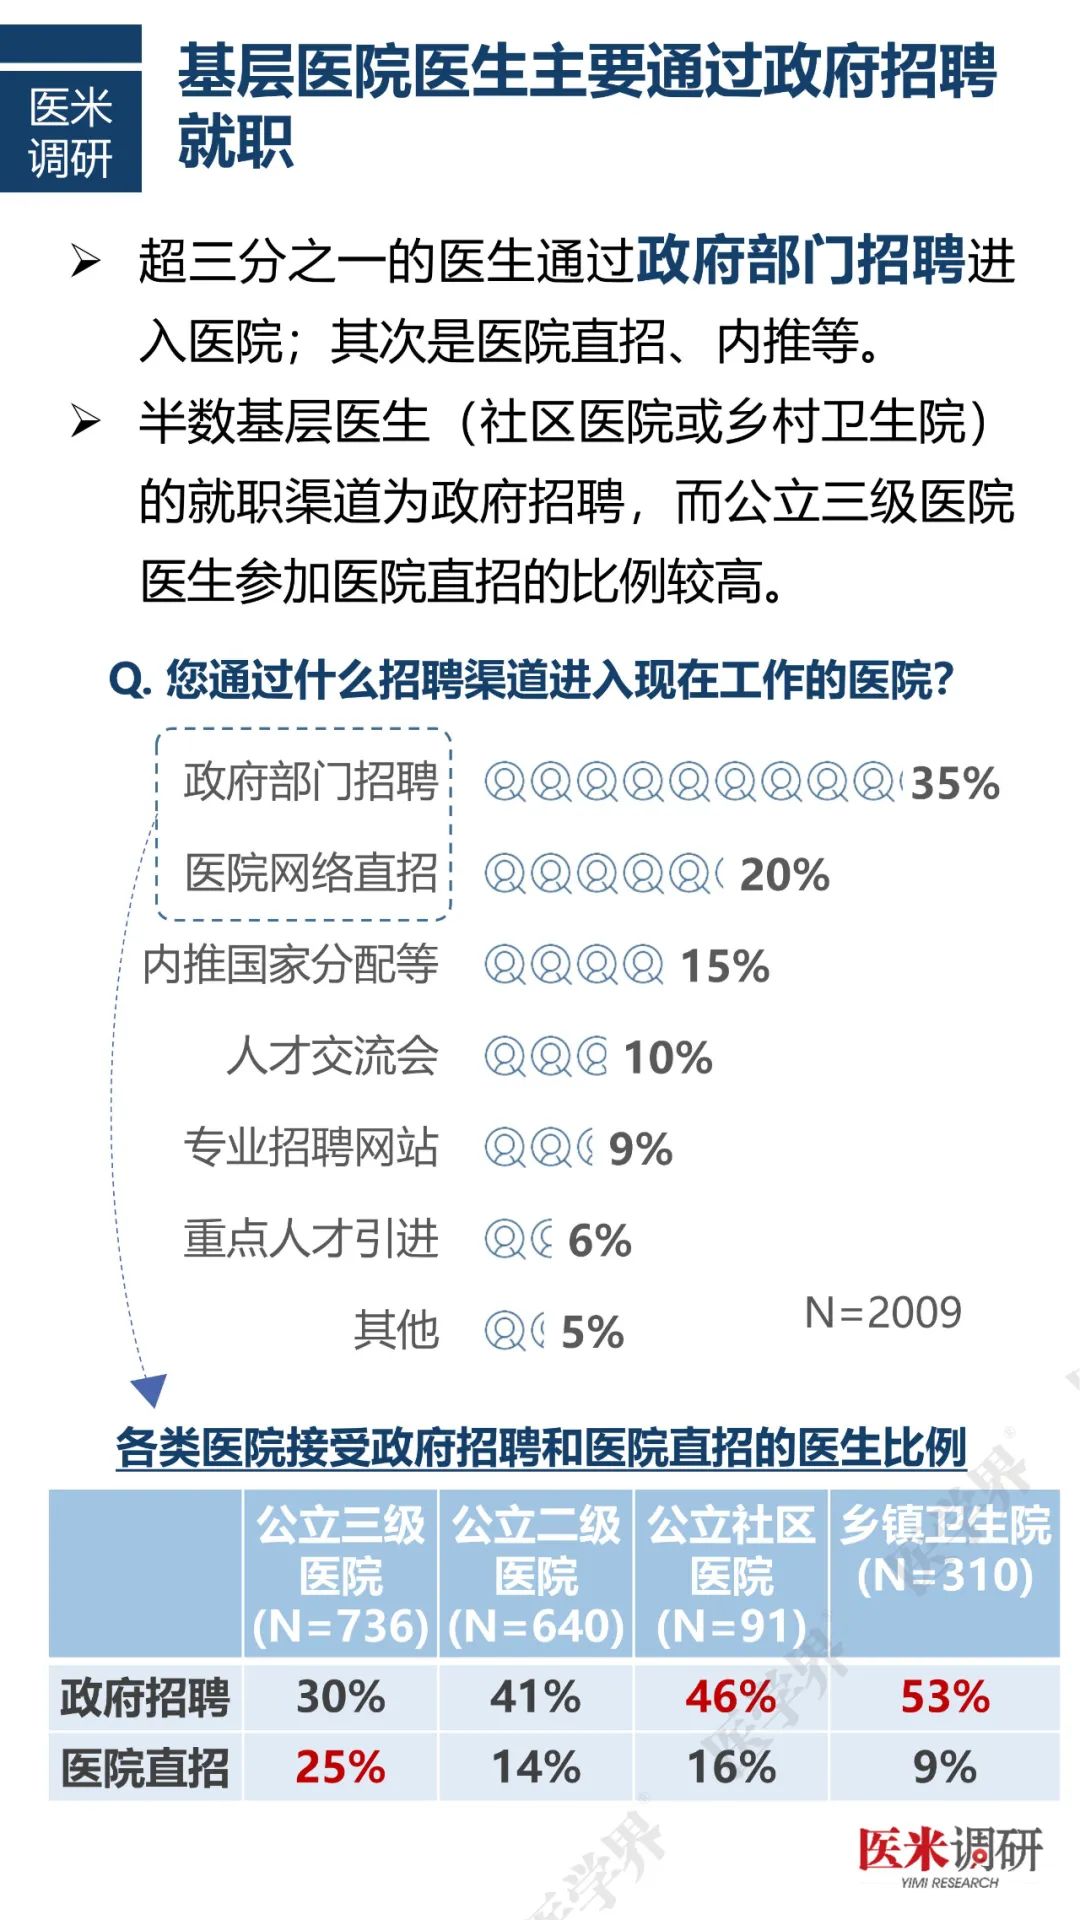 医米
调研
基层医院医生主要通过政府招聘
就职
➢ 超三分之一的医生通过政府部门招聘进
入医院；其次是医院直招、内推等。
➢ 半数基层医生（社区医院或乡村卫生院）
的就职渠道为政府招聘，而公立三级医院
医生参加医院直招的比例较高。
Q. 您通过什么招聘渠道进入现在工作的医院？
政府部门招聘 35%
医院网络直招 20%
内推国家分配等 15%
人才交流会 10%
专业招聘网站 9%
重点人才引进 6%
其他 5%
N=2009
各类医院接受政府招聘和医院直招的医生比例
公立三级 公立二级 公立社区 乡镇卫生院
医院 医院 医院 (N=310)
(N=736) (N=640) (N=91)
政府招聘 30% 41% 46% 53%
医院直招 25% 14% 16% 9%
医学界®
医学界®
医学界®
医米调研
YIMI RESEARCH